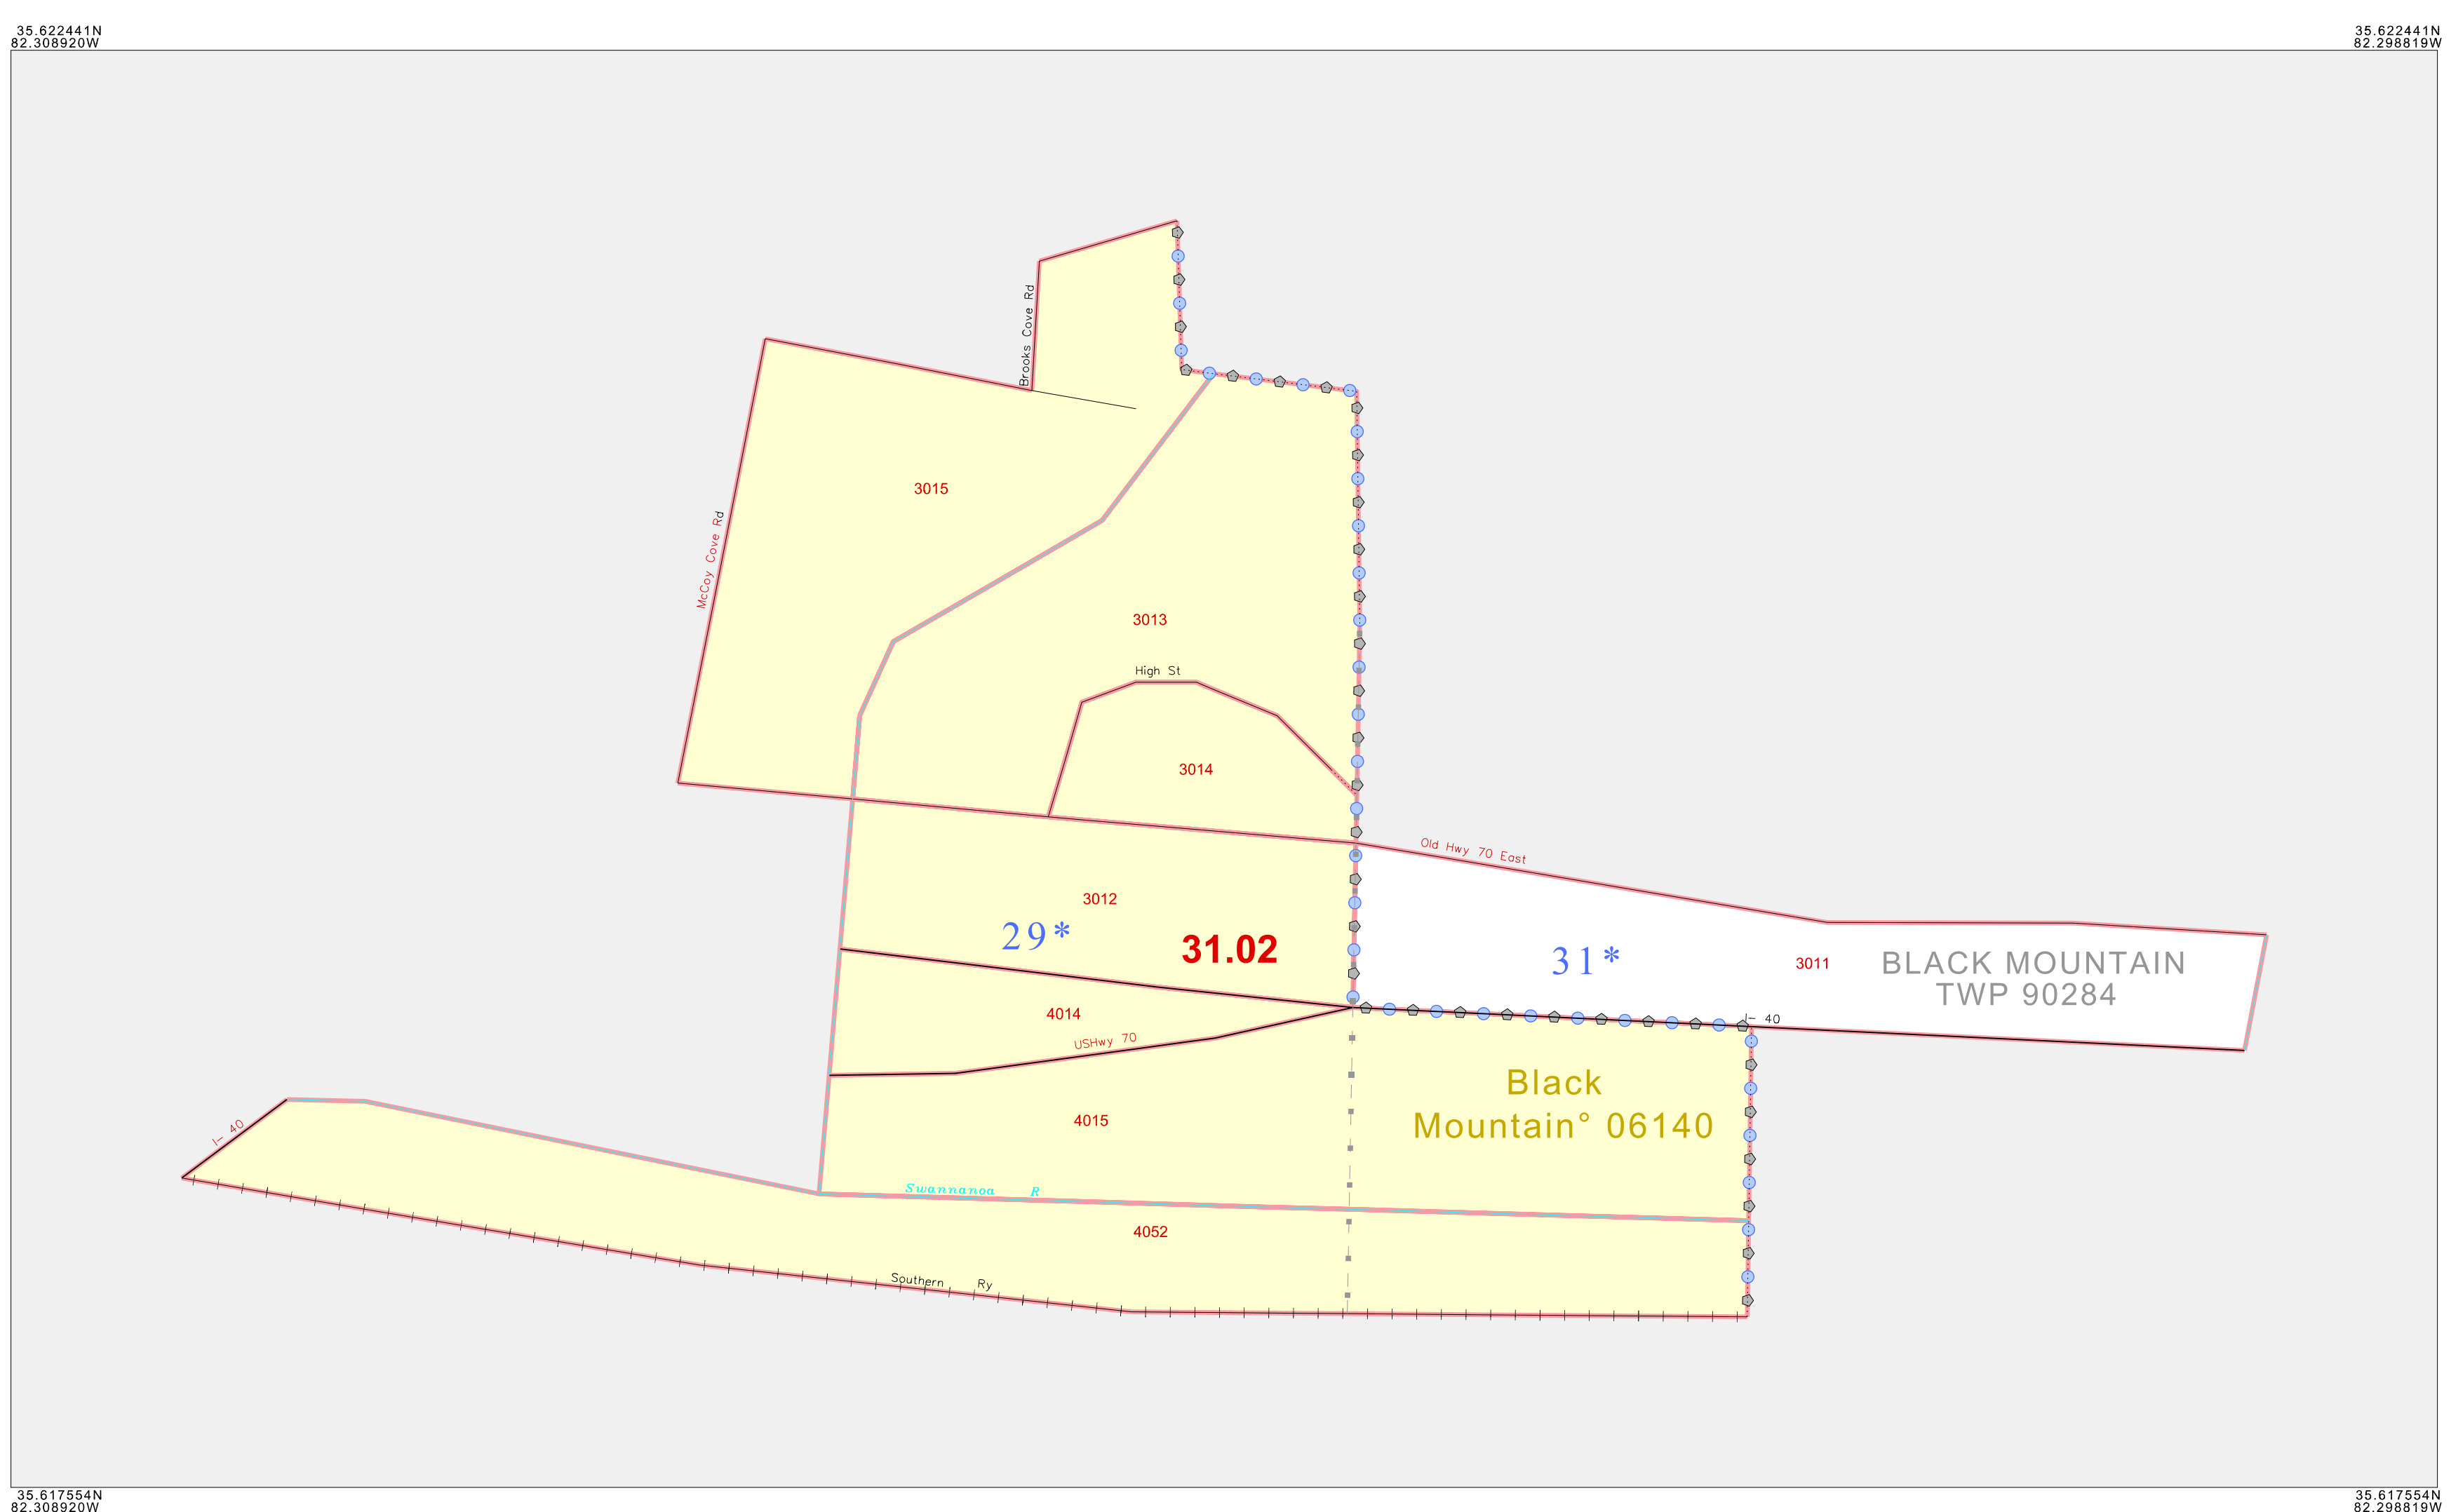 35.622441N
82.308920W
35.622441N
82.298819W
Brooks Cove Rd
3015
McCoy Cove Rd
3013
High St
3014
Old Hwy 70 East
3012
29*
31.02
31*
3011
BLACK MOUNTAIN
TWP 90284
4014
I- 40
USHwy 70
Black
Mountain° 06140
4015
I- 40
Swannanoa R
4052
Southern Ry
35.617554N
82.308920W
35.617554N
82.298819W